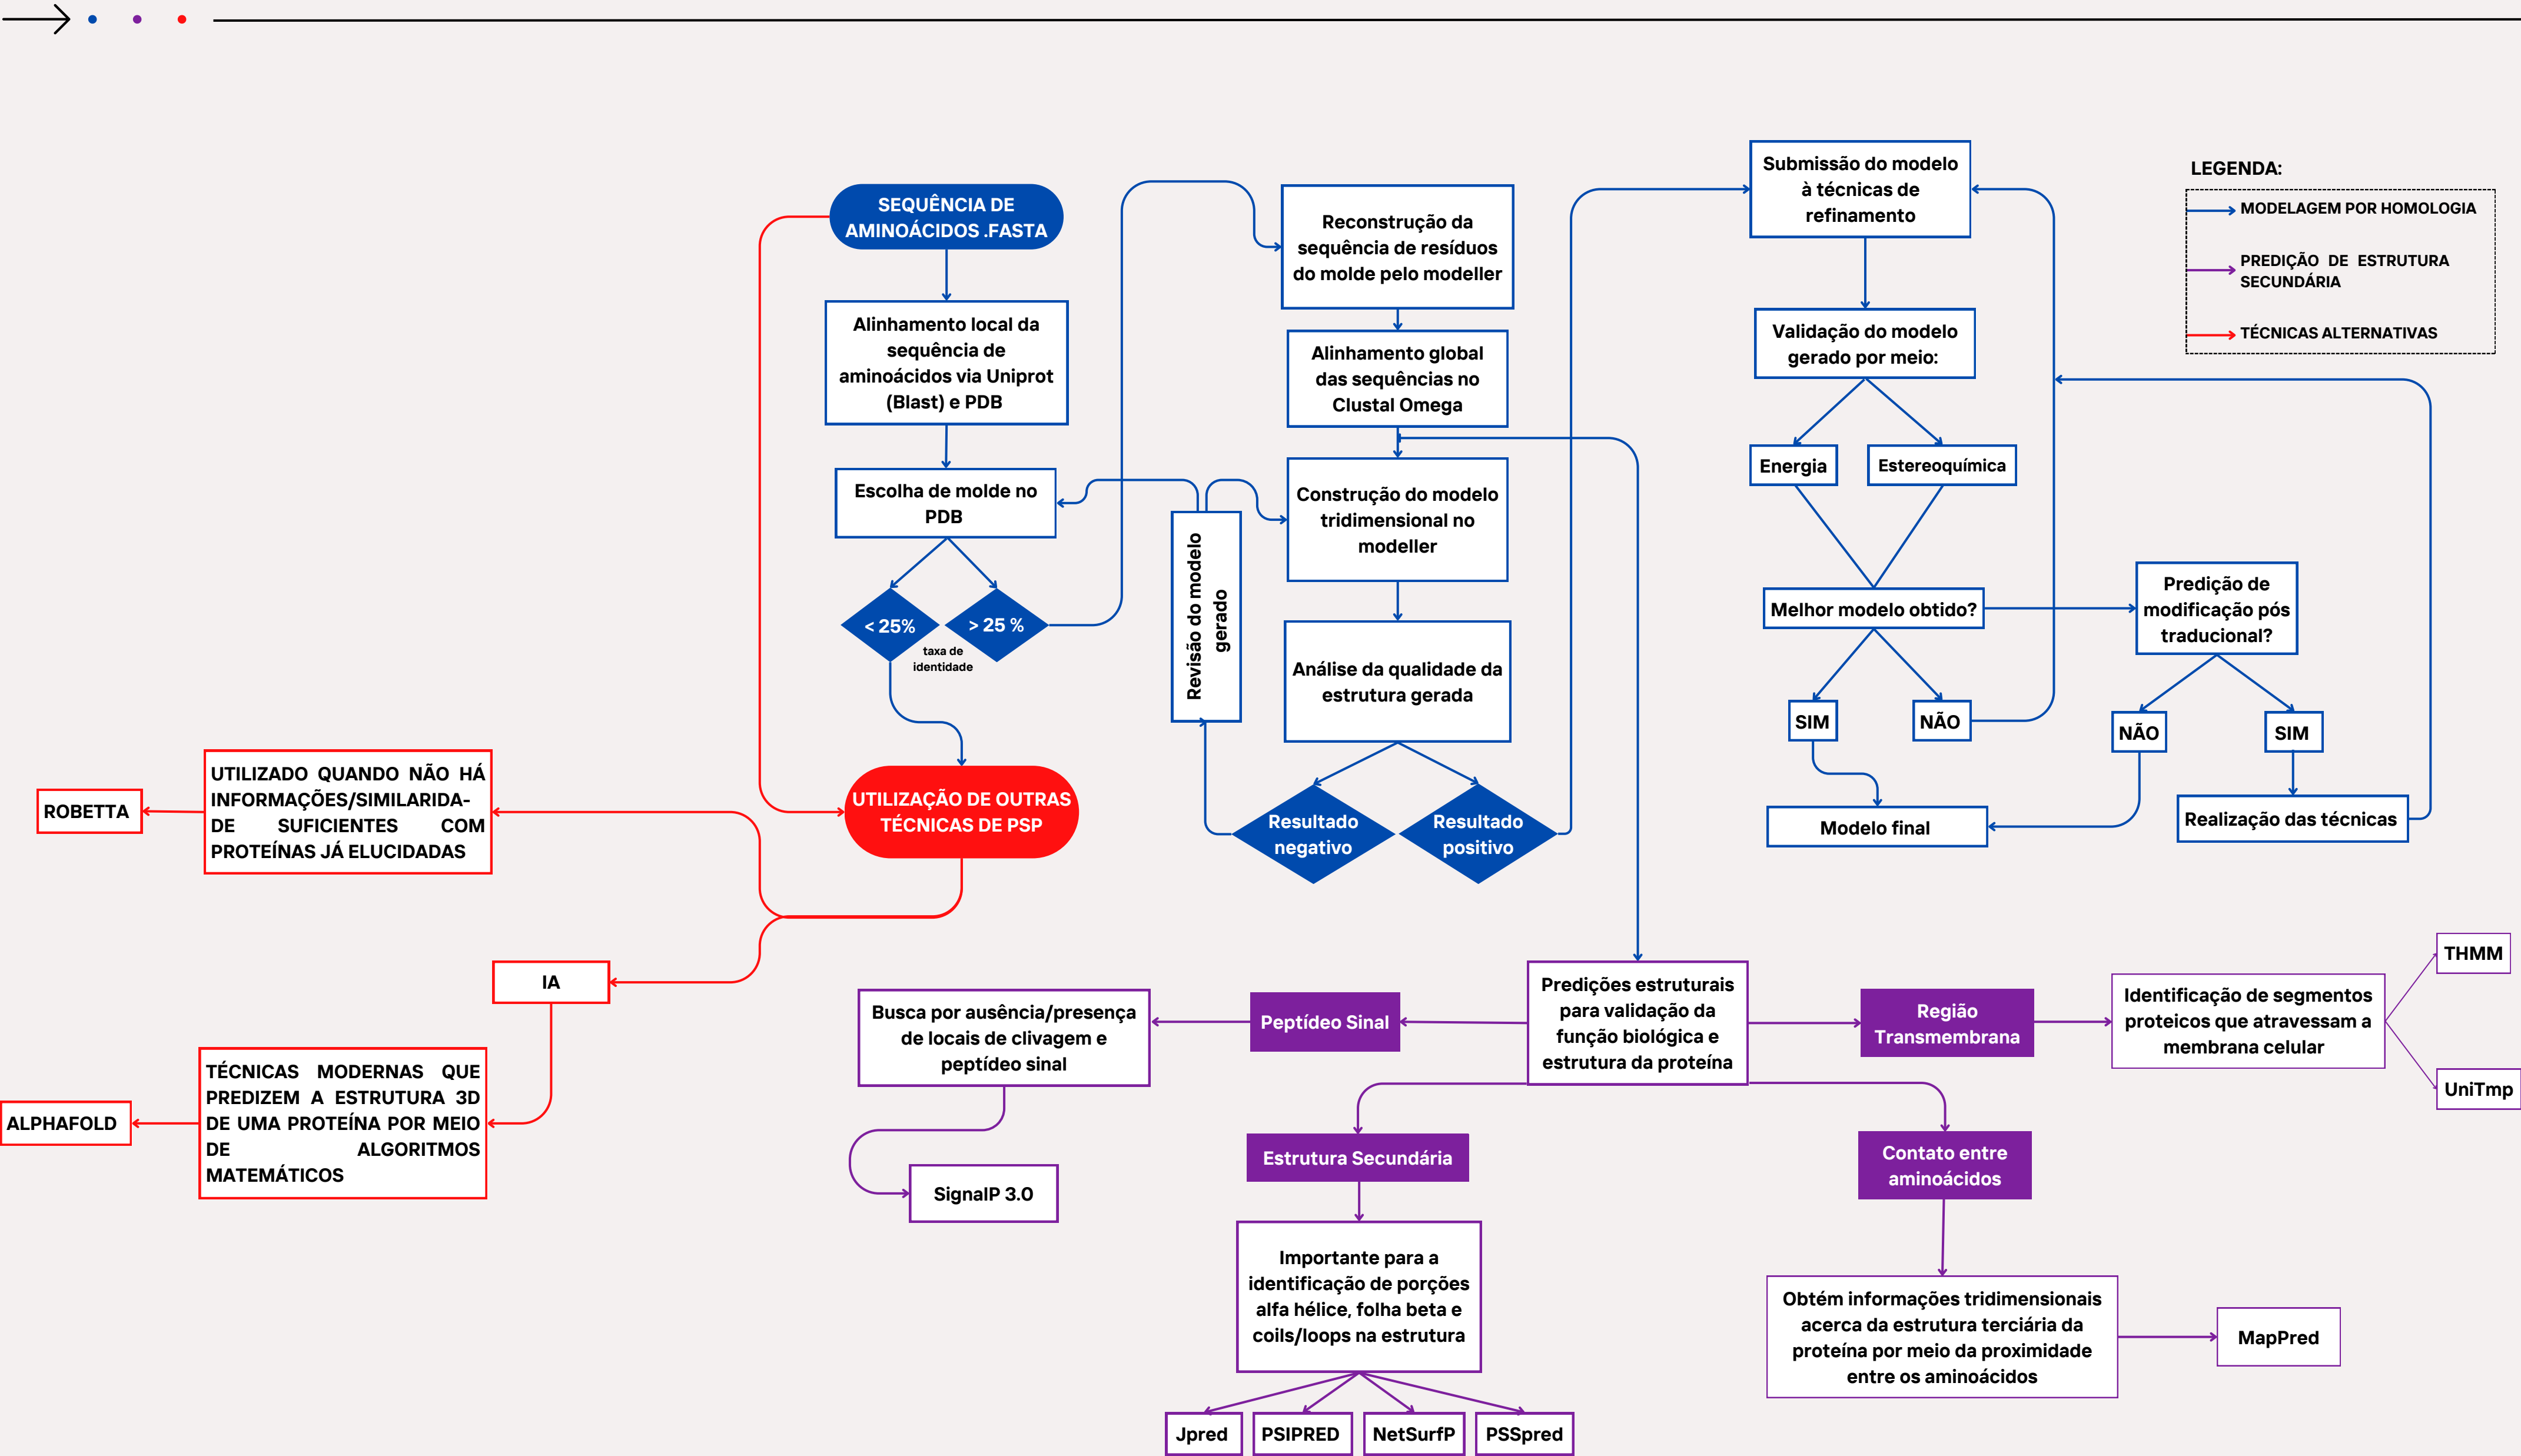 SEQUÊNCIA DE
AMINOÁCIDOS .FASTA
Alinhamento local da
sequência de
aminoácidos via Uniprot
(Blast) e PDB
Escolha de molde no
PDB
< 25%
> 25 %
taxa de
identidade
UTILIZAÇÃO DE OUTRAS
TÉCNICAS DE PSP
UTILIZADO QUANDO NÃO HÁ
INFORMAÇÕES/SIMILARIDA-
DE SUFICIENTES COM
PROTEÍNAS JÁ ELUCIDADAS
ROBETTA
IA
TÉCNICAS MODERNAS QUE
PREDIZEM A ESTRUTURA 3D
DE UMA PROTEÍNA POR MEIO
DE ALGORITMOS
MATEMÁTICOS
ALPHAFOLD
Reconstrução da
sequência de resíduos
do molde pelo modeller
Alinhamento global
das sequências no
Clustal Omega
Construção do modelo
tridimensional no
modeller
Revisão do modelo
gerado
Análise da qualidade da
estrutura gerada
Resultado
negativo
Resultado
positivo
Submissão do modelo
à técnicas de
refinamento
Validação do modelo
gerado por meio:
Energia
Estereoquímica
Melhor modelo obtido?
SIM
NÃO
Modelo final
Predição de
modificação pós
traducional?
NÃO
SIM
Realização das técnicas
LEGENDA:
MODELAGEM POR HOMOLOGIA
PREDIÇÃO DE ESTRUTURA
SECUNDÁRIA
TÉCNICAS ALTERNATIVAS
Predições estruturais
para validação da
função biológica e
estrutura da proteína
Peptídeo Sinal
Busca por ausência/presença
de locais de clivagem e
peptídeo sinal
SignalP 3.0
Região
Transmembrana
Identificação de segmentos
proteicos que atravessam a
membrana celular
THMM
UniTmp
Estrutura Secundária
Importante para a
identificação de porções
alfa hélice, folha beta e
coils/loops na estrutura
Jpred
PSIPRED
NetSurfP
PSSpred
Contato entre
aminoácidos
Obtém informações tridimensionais
acerca da estrutura terciária da
proteína por meio da proximidade
entre os aminoácidos
MapPred